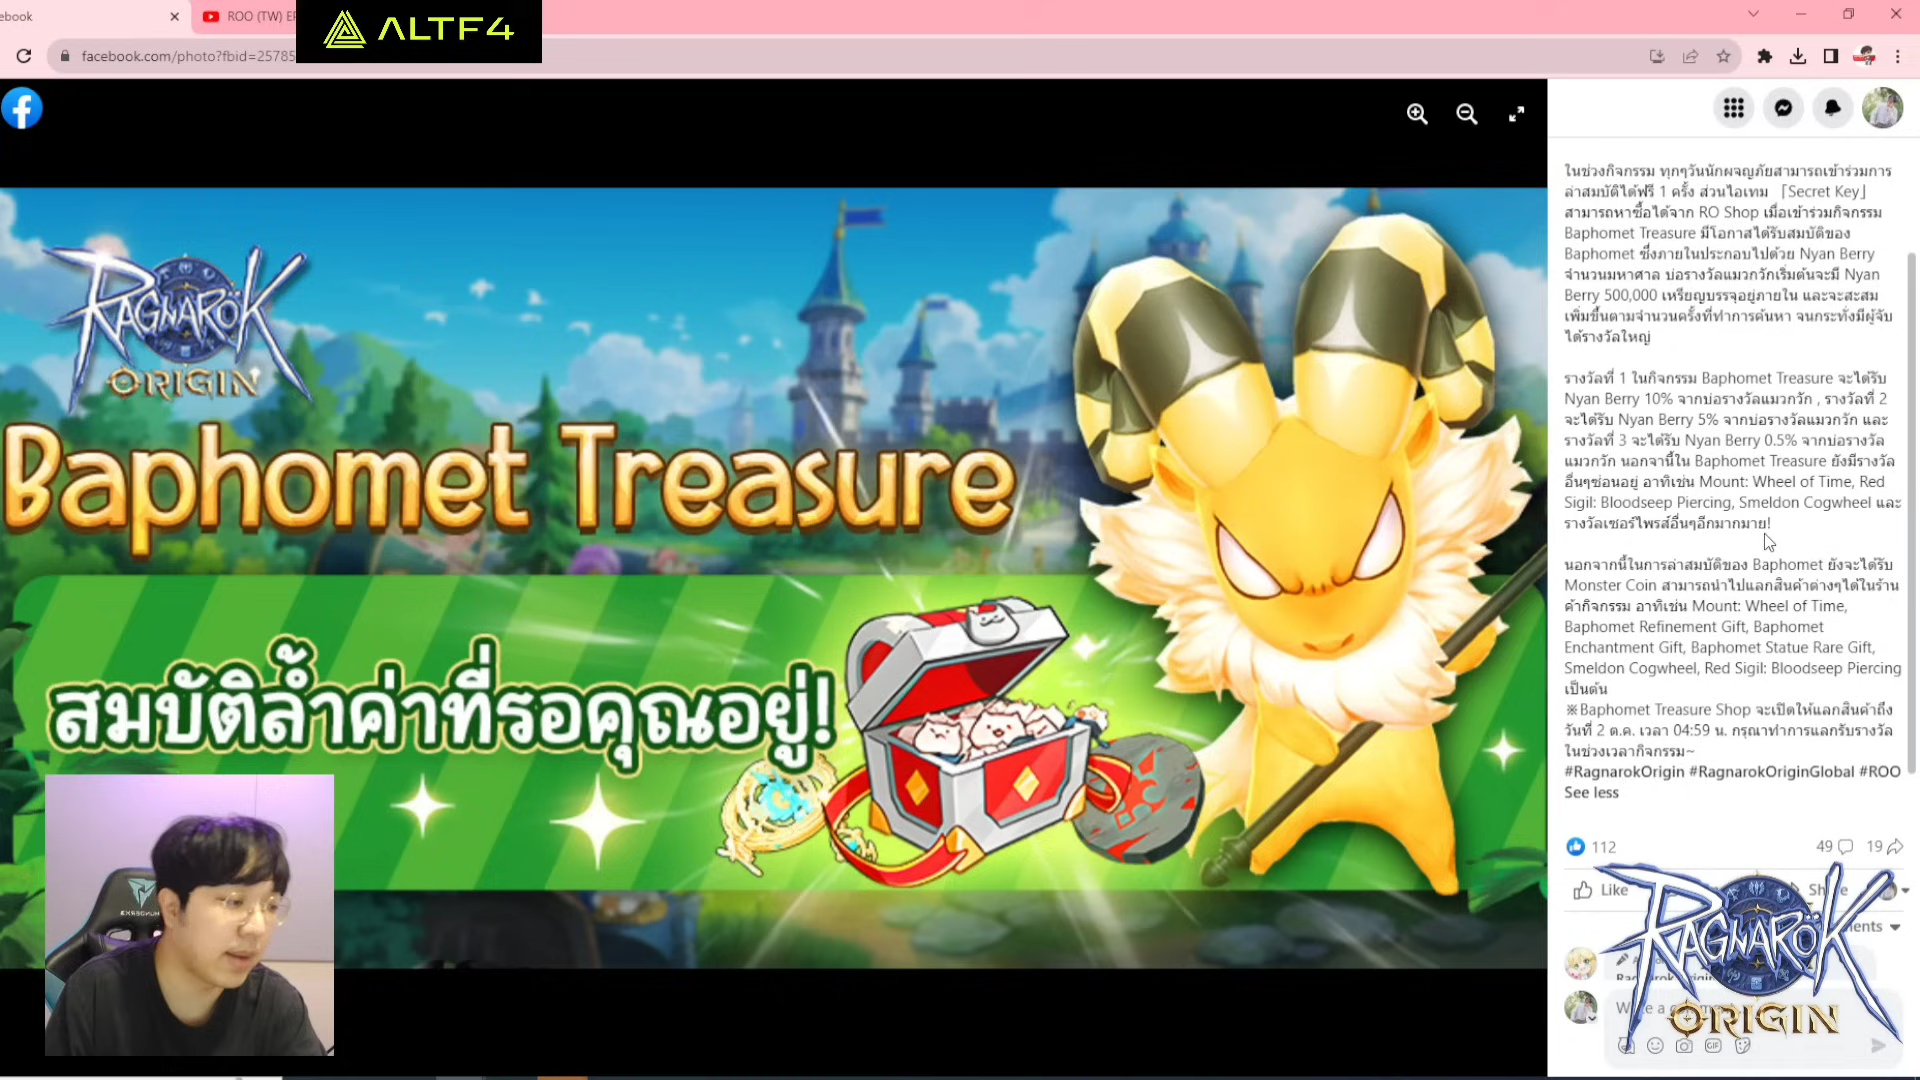 ebook
ROO (TW) EP
ALTF4
facebook.com/photo?fbid=25785
RAGNARÖK
ORIGIN
Baphomet Treasure
สมบัติล้ำค่าที่รอคุณอยู่!
ในช่วงกิจกรรม ทุกๆวันนักผจญภัยสามารถเข้าร่วมการ
ล่าสมบัติได้ฟรี 1 ครั้ง ส่วนไอเทม 「Secret Key」
สามารถหาซื้อได้จาก RO Shop เมื่อเข้าร่วมกิจกรรม
Baphomet Treasure มีโอกาสได้รับสมบัติของ
Baphomet ซึ่งภายในประกอบไปด้วย Nyan Berry
จำนวนมหาศาล บ่อรางวัลแมวกวักเริ่มต้นจะมี Nyan
Berry 500,000 เหรียญบรรจุอยู่ภายใน และจะสะสม
เพิ่มขึ้นตามจำนวนครั้งที่ทำการค้นหา จนกระทั่งมีผู้จับ
ได้รางวัลใหญ่
รางวัลที่ 1 ในกิจกรรม Baphomet Treasure จะได้รับ
Nyan Berry 10% จากบ่อรางวัลแมวกวัก , รางวัลที่ 2
จะได้รับ Nyan Berry 5% จากบ่อรางวัลแมวกวัก และ
รางวัลที่ 3 จะได้รับ Nyan Berry 0.5% จากบ่อรางวัล
แมวกวัก นอกจานี้ใน Baphomet Treasure ยังมีรางวัล
อื่นๆซ่อนอยู่ อาทิเช่น Mount: Wheel of Time, Red
Sigil: Bloodseep Piercing, Smeldon Cogwheel และ
รางวัลเซอร์ไพรส์อื่นๆอีกมากมาย!
นอกจากนี้ในการล่าสมบัติของ Baphomet ยังจะได้รับ
Monster Coin สามารถนำไปแลกสินค้าต่างๆได้ในร้าน
ค้ากิจกรรม อาทิเช่น Mount: Wheel of Time,
Baphomet Refinement Gift, Baphomet
Enchantment Gift, Baphomet Statue Rare Gift,
Smeldon Cogwheel, Red Sigil: Bloodseep Piercing
เป็นต้น
※Baphomet Treasure Shop จะเปิดให้แลกสินค้าถึง
วันที่ 2 ต.ค. เวลา 04:59 น. กรุณาทำการแลกรับรางวัล
ในช่วงเวลากิจกรรม~
#RagnarokOrigin #RagnarokOriginGlobal #ROO
See less
112
49
19
Like
RAGNARÖK
ORIGIN